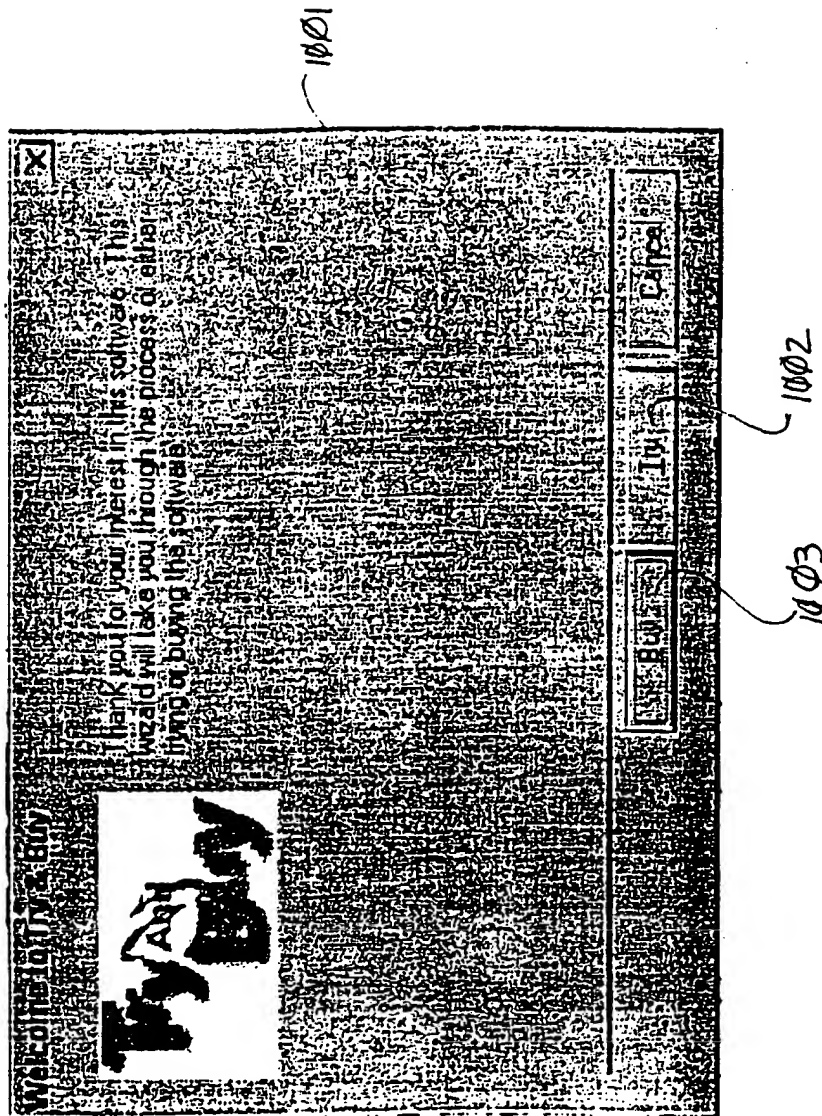 Welcome to Try & Buy
X
Try
And
Buy
Thank you for your interest in this software. This
wizard will take you through the process of either
trying or buying the software
Buy
Try
Cancel
1001
1002
1003